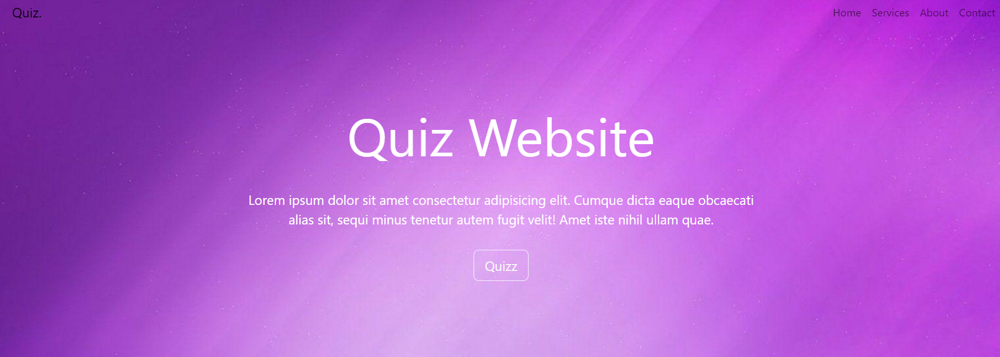 Quiz.
Home Services About Contact
Quiz Website
Lorem ipsum dolor sit amet consectetur adipisicing elit. Cumque dicta eaque obcaecati
alias sit, sequi minus tenetur autem fugit velit! Amet iste nihil ullam quae.
Quizz